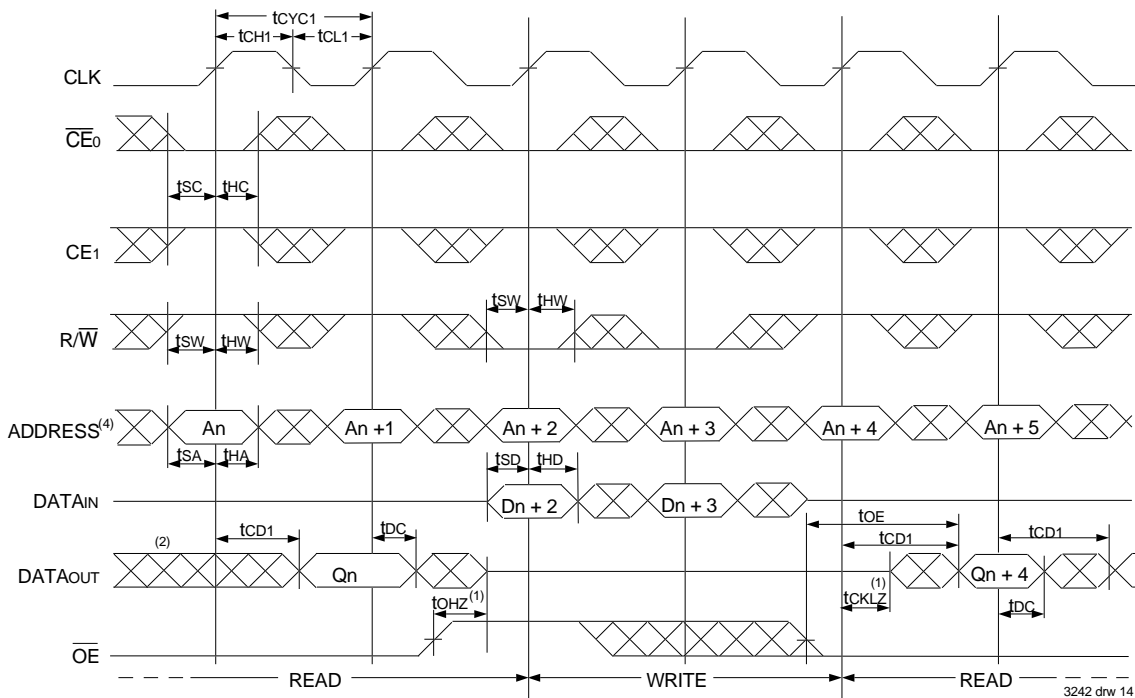 tCYC1
tCH1 tCL1
CLK
CE0
tSC tHC
CE1
tSW tHW
R/W
tSW tHW
ADDRESS(4) An An +1 An + 2 An + 3 An + 4 An + 5
tSA tHA tSD tHD
DATAIN Dn + 2 Dn + 3
tOE
tCD1 tDC tCD1 tCD1
(2)
DATAOUT Qn Qn + 4
tOHZ(1) tCKLZ(1) tDC
OE
READ WRITE READ
3242 drw 14